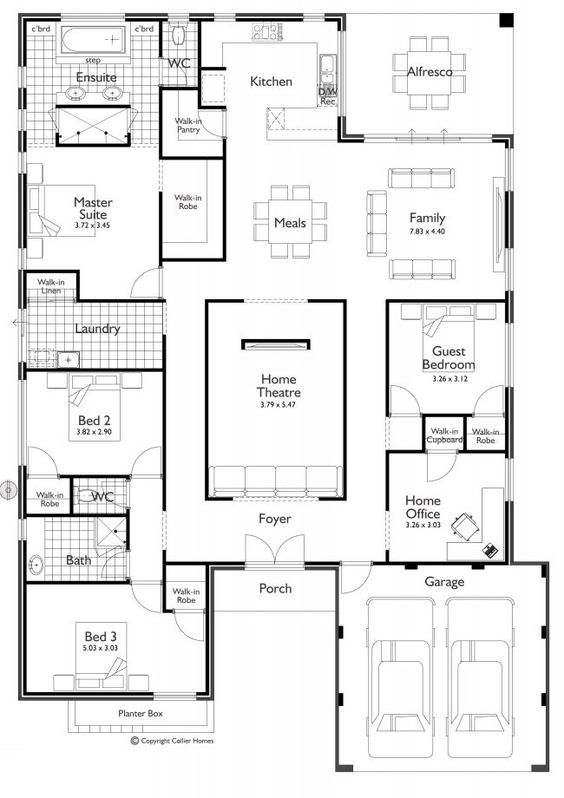 c'brd
c'brd
step
Ensuite
WC
Kitchen
D/W
Rec
Alfresco
Walk-in
Pantry
Master
Suite
3.72 x 3.45
Walk-in
Robe
Meals
Family
7.83 x 4.40
Walk-in
Linen
Laundry
Home
Theatre
3.79 x 5.47
Guest
Bedroom
3.26 x 3.12
Bed 2
3.82 x 2.90
Walk-in
Cupboard
Walk-in
Robe
Walk-in
Robe
WC
Home
Office
3.26 x 3.03
Foyer
Bath
Walk-in
Robe
Porch
Garage
Bed 3
5.03 x 3.03
Planter Box
© Copyright Collier Homes